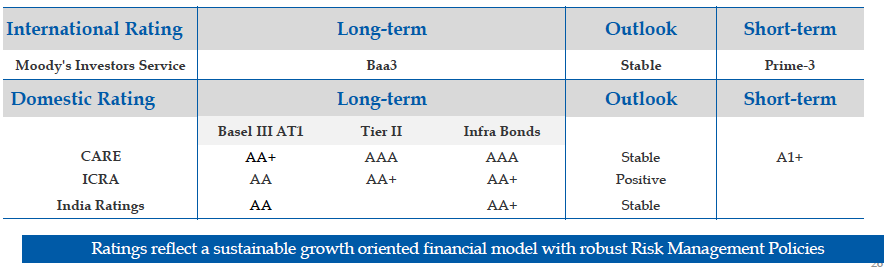 International Rating Long-term Outlook Short-term
Moody's Investors Service Baa3 Stable Prime-3
Domestic Rating Long-term Outlook Short-term
Basel III AT1 Tier II Infra Bonds
CARE AA+ AAA AAA Stable A1+
ICRA AA AA+ AA+ Positive
India Ratings AA AA+ Stable
Ratings reflect a sustainable growth oriented financial model with robust Risk Management Policies